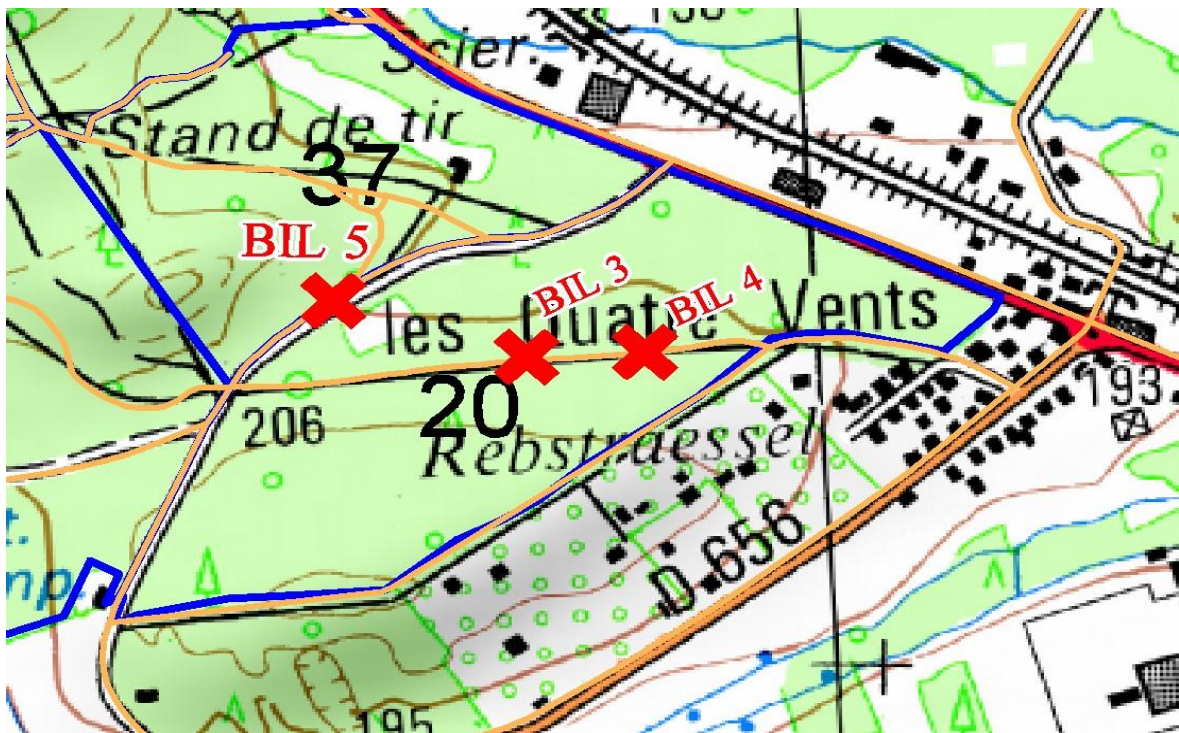 Scier.
Stand de tir
37
BIL 5
BIL 3
BIL 4
les Quatre Vents
20
206
193
Rebstraessel
D 656
195